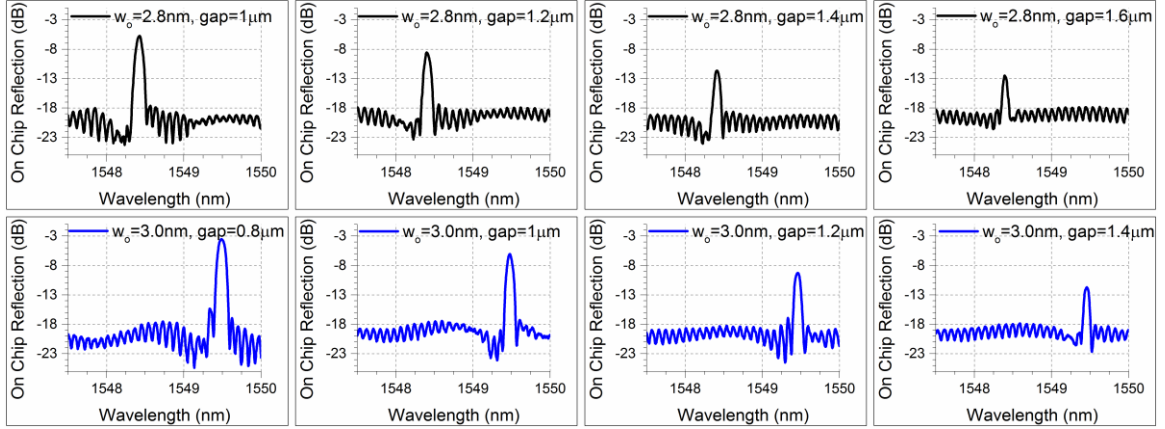 w₀=2.8nm, gap=1μm
On Chip Reflection (dB)
-3
-8
-13
-18
-23
1548
1549
1550
Wavelength (nm)
w₀=2.8nm, gap=1.2μm
On Chip Reflection (dB)
-3
-8
-13
-18
-23
1548
1549
1550
Wavelength (nm)
w₀=2.8nm, gap=1.4μm
On Chip Reflection (dB)
-3
-8
-13
-18
-23
1548
1549
1550
Wavelength (nm)
w₀=2.8nm, gap=1.6μm
On Chip Reflection (dB)
-3
-8
-13
-18
-23
1548
1549
1550
Wavelength (nm)
w₀=3.0nm, gap=0.8μm
On Chip Reflection (dB)
-3
-8
-13
-18
-23
1548
1549
1550
Wavelength (nm)
w₀=3.0nm, gap=1μm
On Chip Reflection (dB)
-3
-8
-13
-18
-23
1548
1549
1550
Wavelength (nm)
w₀=3.0nm, gap=1.2μm
On Chip Reflection (dB)
-3
-8
-13
-18
-23
1548
1549
1550
Wavelength (nm)
w₀=3.0nm, gap=1.4μm
On Chip Reflection (dB)
-3
-8
-13
-18
-23
1548
1549
1550
Wavelength (nm)